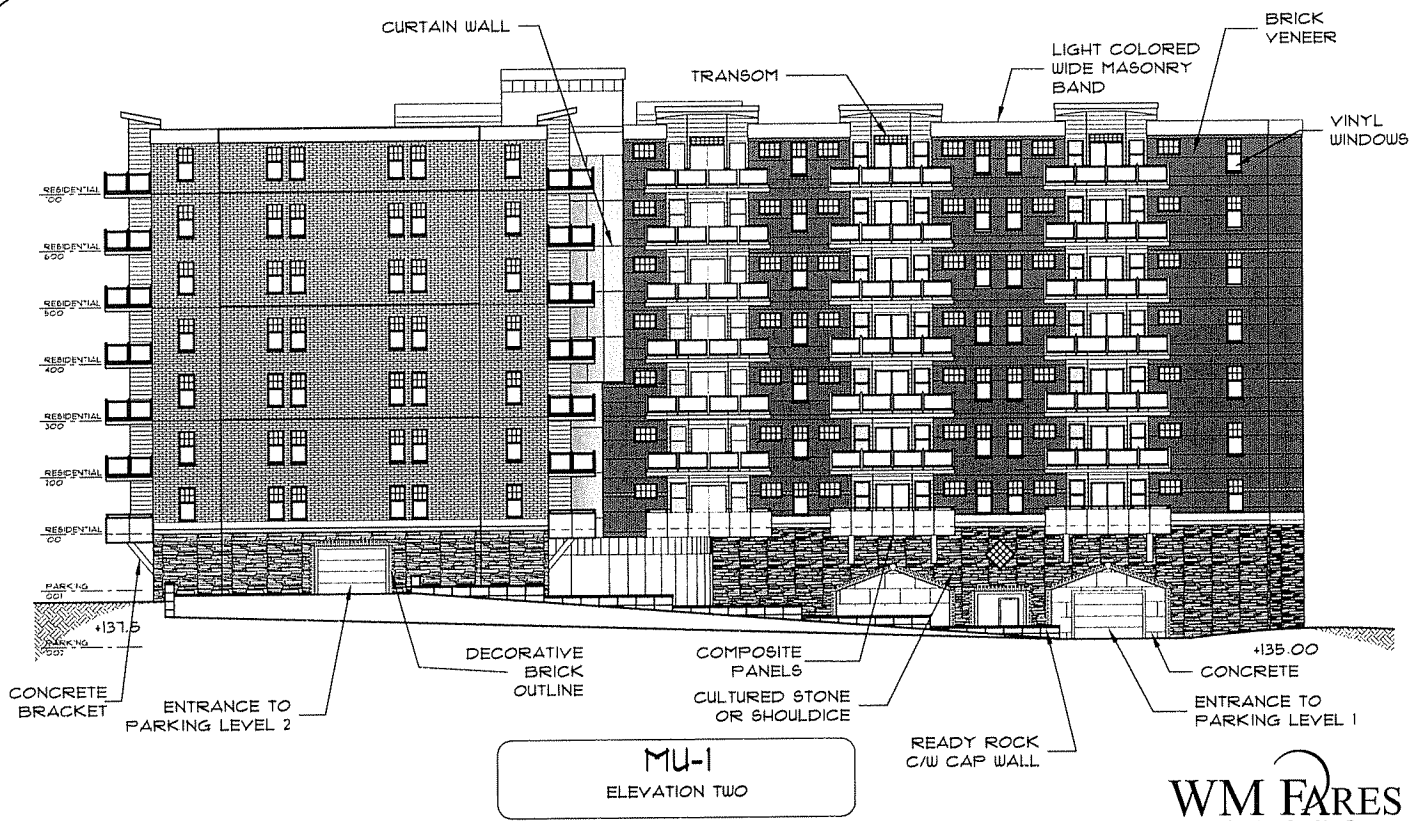 CURTAIN WALL
TRANSOM
LIGHT COLORED
WIDE MASONRY
BAND
BRICK
VENEER
VINYL
WINDOWS
RESIDENTIAL
RESIDENTIAL
600
RESIDENTIAL
500
RESIDENTIAL
400
RESIDENTIAL
300
RESIDENTIAL
RESIDENTIAL
PARKING
+137.5
PARKING
CONCRETE
BRACKET
ENTRANCE TO
PARKING LEVEL 2
DECORATIVE
BRICK
OUTLINE
COMPOSITE
PANELS
CULTURED STONE
OR SHOULDICE
READY ROCK
C/W CAP WALL
+135.00
CONCRETE
ENTRANCE TO
PARKING LEVEL 1
MU-1
ELEVATION TWO
WM FARES